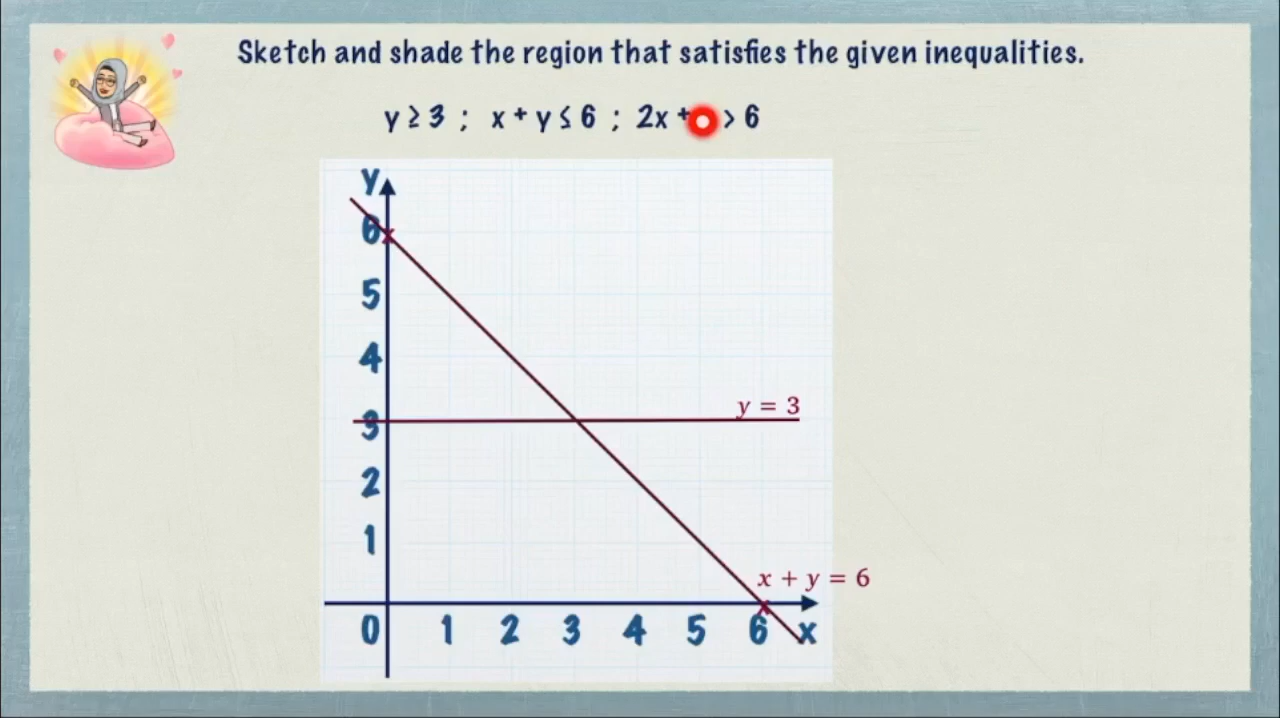 Sketch and shade the region that satisfies the given inequalities.
y ≥ 3 ; x + y ≤ 6 ; 2x + > 6
y
6
5
4
3
y = 3
2
1
x + y = 6
0 1 2 3 4 5 6 x